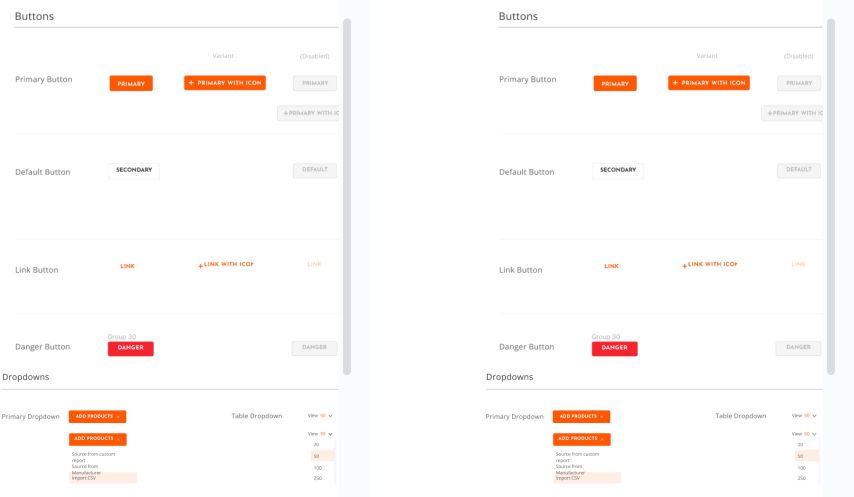 Buttons
Variant
(Disabled)
Primary Button
PRIMARY
+ PRIMARY WITH ICON
PRIMARY
+PRIMARY WITH IC
Default Button
SECONDARY
DEFAULT
Link Button
LINK
+LINK WITH ICON
LINK
Group 30
Danger Button
DANGER
DANGER
Dropdowns
Primary Dropdown
ADD PRODUCTS
Table Dropdown
View 50
ADD PRODUCTS
View 50
20
Source from custom
report
50
Source from
Manufacturer
100
Import CSV
250
Buttons
Variant
(Disabled)
Primary Button
PRIMARY
+ PRIMARY WITH ICON
PRIMARY
+PRIMARY WITH IC
Default Button
SECONDARY
DEFAULT
Link Button
LINK
+LINK WITH ICON
LINK
Group 30
Danger Button
DANGER
DANGER
Dropdowns
Primary Dropdown
ADD PRODUCTS
Table Dropdown
View 50
ADD PRODUCTS
View 50
20
Source from custom
report
50
Source from
Manufacturer
100
Import CSV
250